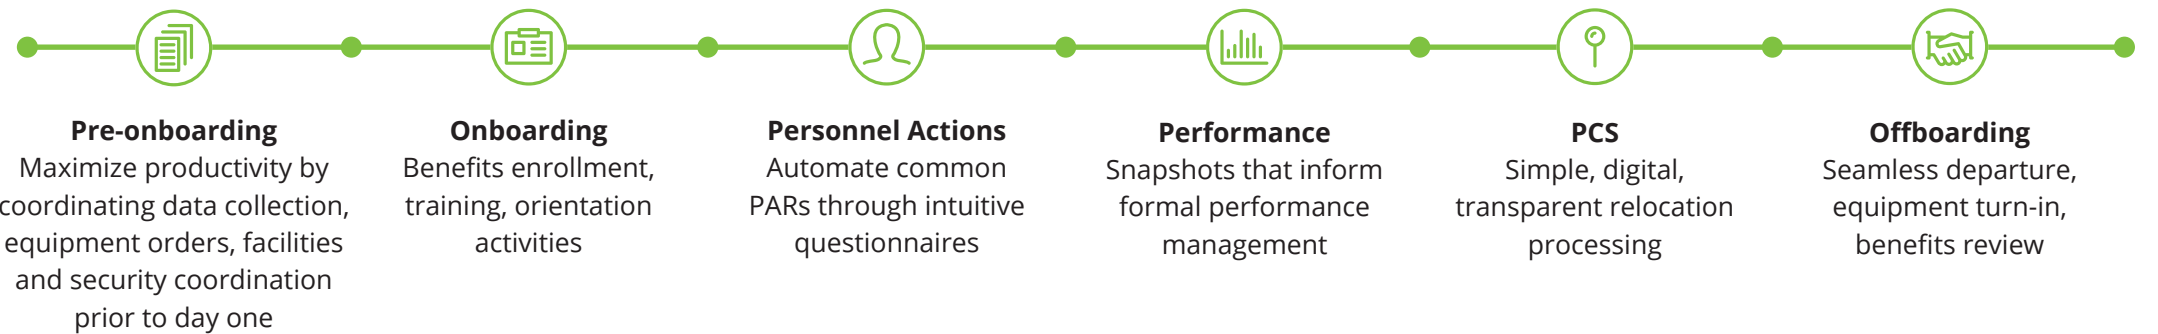 Pre-onboarding
Maximize productivity by
coordinating data collection,
equipment orders, facilities
and security coordination
prior to day one
Onboarding
Benefits enrollment,
training, orientation
activities
Personnel Actions
Automate common
PARs through intuitive
questionnaires
Performance
Snapshots that inform
formal performance
management
PCS
Simple, digital,
transparent relocation
processing
Offboarding
Seamless departure,
equipment turn-in,
benefits review